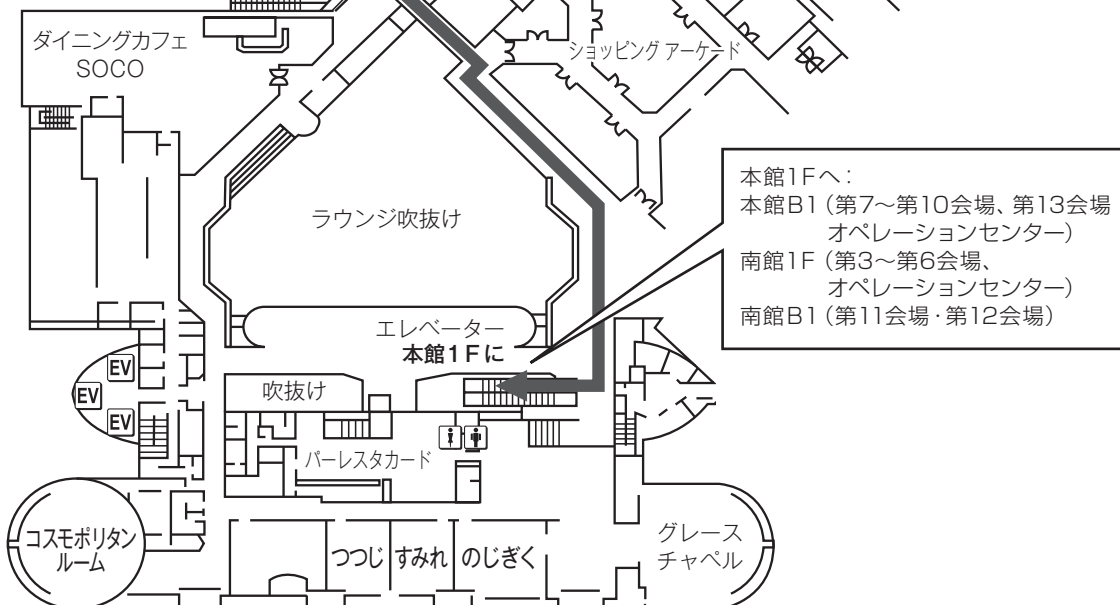 ダイニングカフェ
SOCO
ショッピング アーケード
本館1Fへ：
本館B1（第7～第10会場、第13会場
オペレーションセンター）
南館1F（第3～第6会場、
オペレーションセンター）
南館B1（第11会場・第12会場）
ラウンジ吹抜け
エレベーター
本館1Fに
EV
EV
EV
吹抜け
パーレスタカード
コスモポリタン
ルーム
つつじ
すみれ
のじぎく
グレース
チャペル